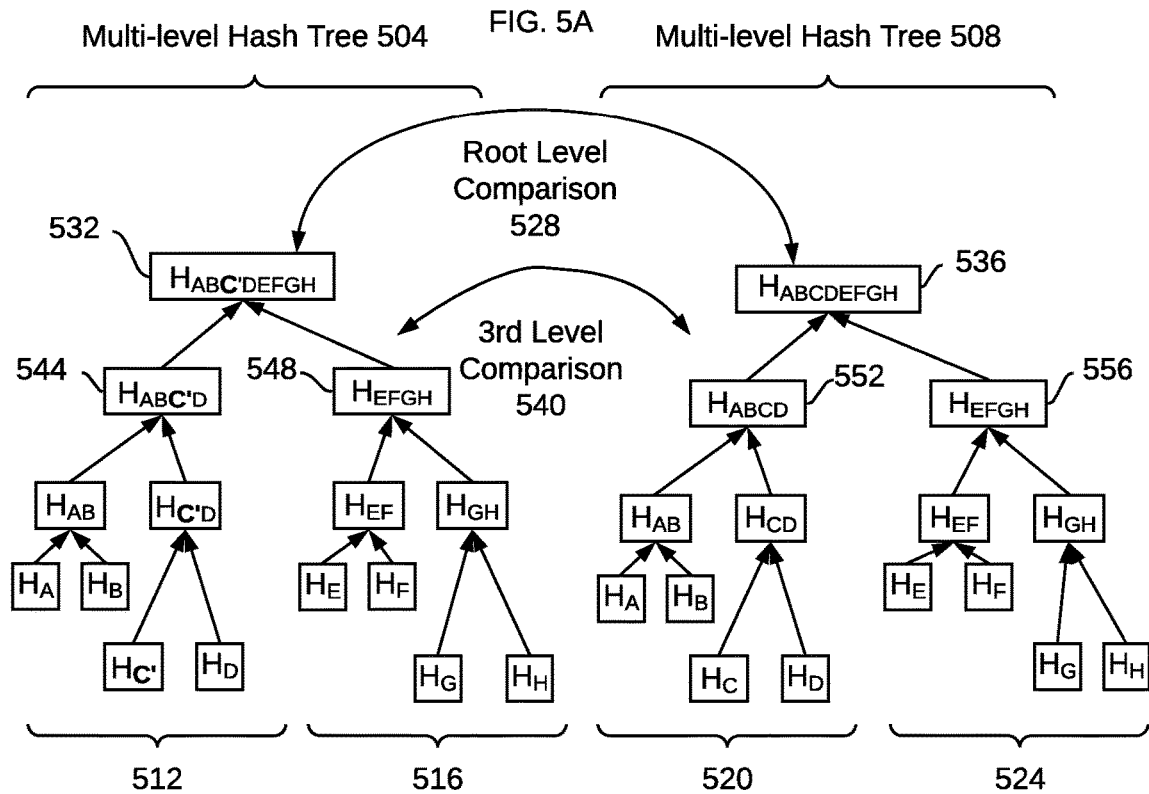 FIG. 5A
Multi-level Hash Tree 504
Multi-level Hash Tree 508
Root Level
Comparison
528
532
536
HABC'DEFGH
HABCDEFGH
3rd Level
Comparison
540
544
548
552
556
HABC'D
HEFGH
HABCD
HEFGH
HAB
HC'D
HEF
HGH
HAB
HCD
HEF
HGH
HA
HB
HE
HF
HA
HB
HE
HF
HC'
HD
HG
HH
HC
HD
HG
HH
512
516
520
524